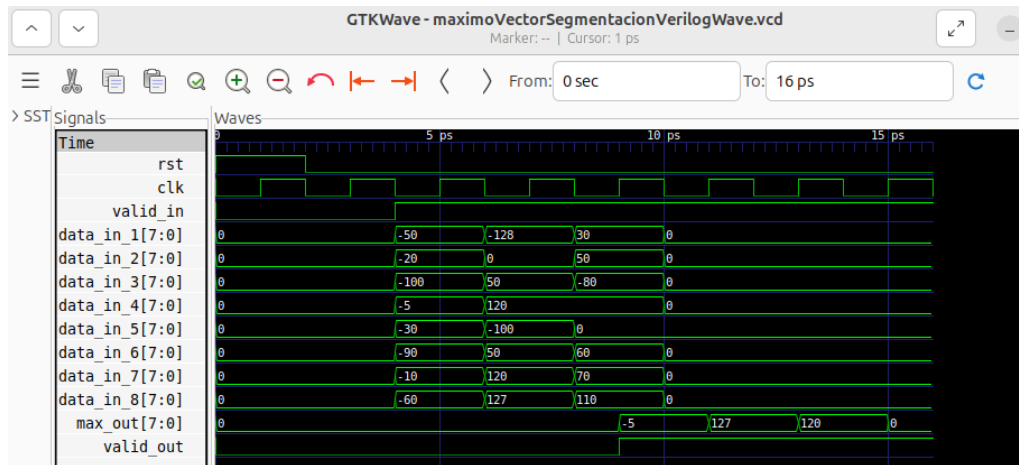 GTKWave - maximoVectorSegmentacionVerilogWave.vcd
Marker: -- | Cursor: 1 ps
From: 0 sec To: 16 ps
> SST Signals Waves
Time 0 5 ps 10 ps 15 ps
rst
clk
valid_in
data_in_1[7:0] 0 -50 -128 30 0
data_in_2[7:0] 0 -20 0 50 0
data_in_3[7:0] 0 -100 50 -80 0
data_in_4[7:0] 0 -5 120 0
data_in_5[7:0] 0 -30 -100 0
data_in_6[7:0] 0 -90 50 60 0
data_in_7[7:0] 0 -10 120 70 0
data_in_8[7:0] 0 -60 127 110 0
max_out[7:0] 0 -5 127 120 0
valid_out